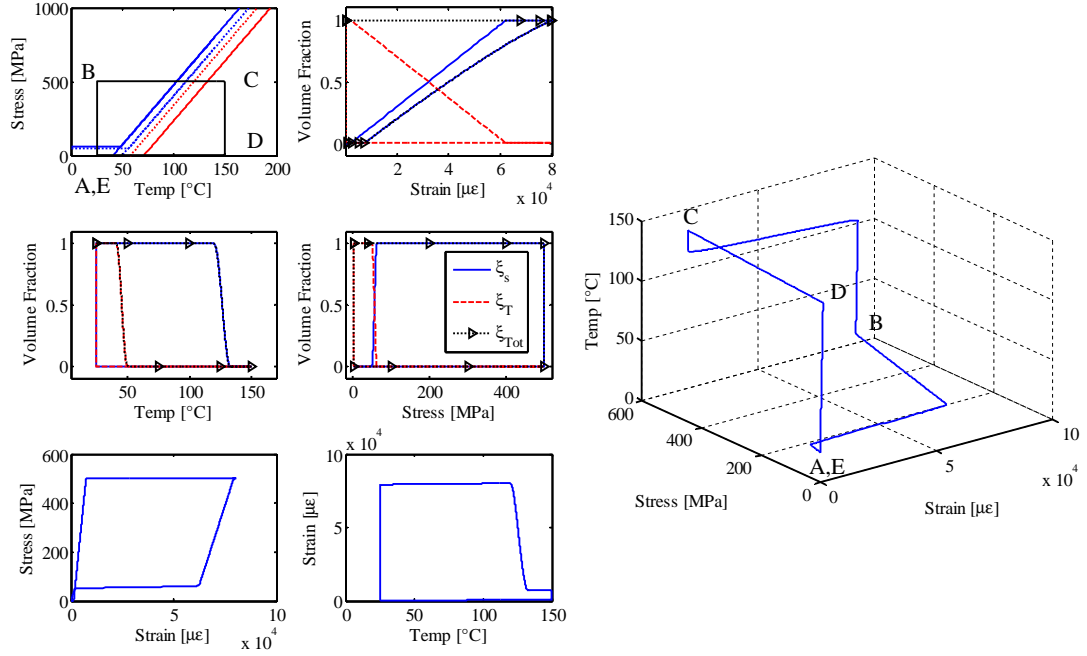 1000
500
0
Stress [MPa]
B
C
D
0 50 100 150 200
A,E
Temp [°C]
1
0.5
0
Volume Fraction
2 4 6 8
Strain [µε]
x 10^4
1
0.5
0
Volume Fraction
50 100 150
Temp [°C]
1
0.5
0
Volume Fraction
ξ_s
ξ_T
ξ_Tot
0 200 400
Stress [MPa]
600
400
200
0
Stress [MPa]
0 5 10
Strain [µε]
x 10^4
x 10^4
10
5
0
Strain [µε]
0 50 100 150
Temp [°C]
150
100
50
0
Temp [°C]
C
D
B
A,E
600
400
200
0
Stress [MPa]
0
5
10
x 10^4
Strain [µε]